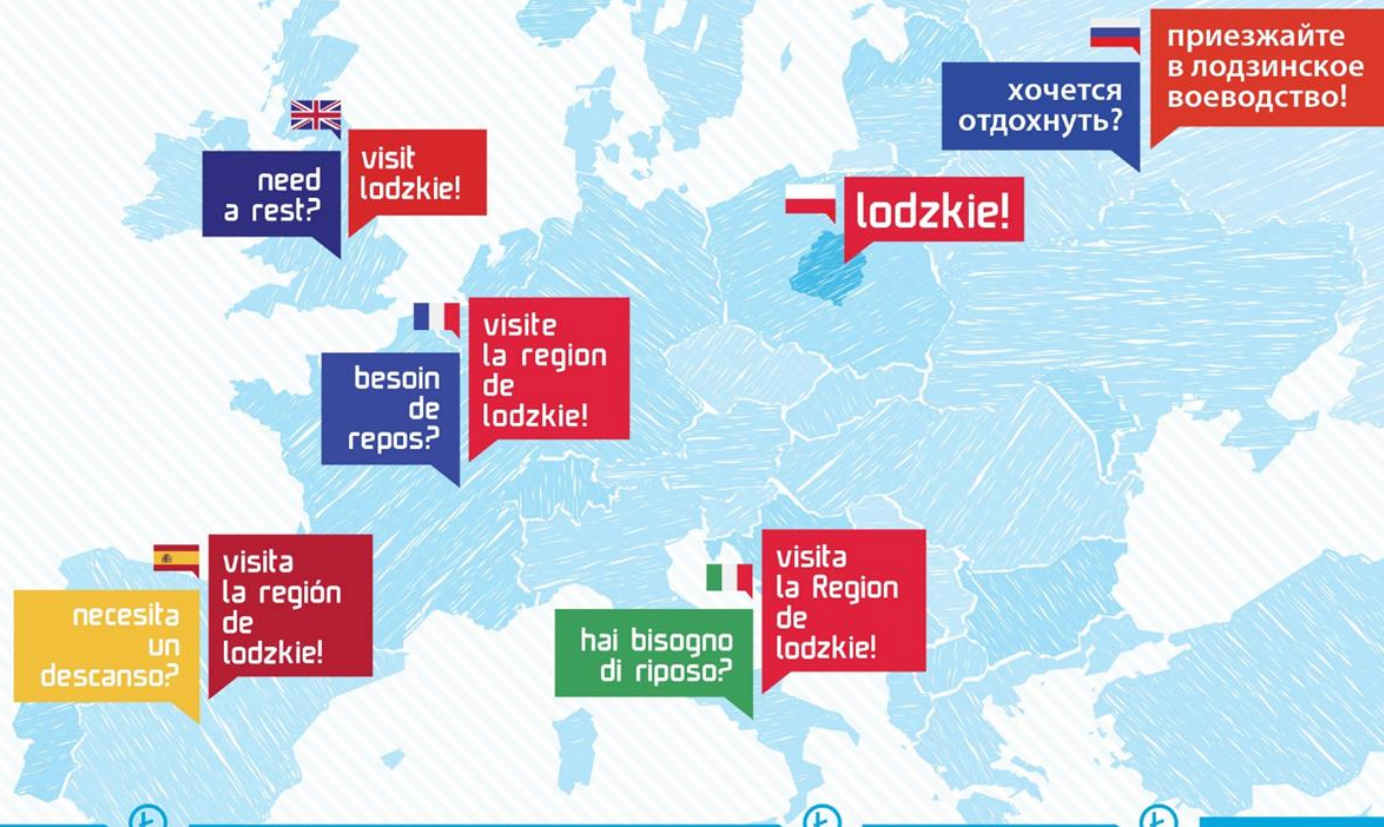 приезжайте
в лодзинское
воеводство!
хочется
отдохнуть?
need
a rest?
visit
lodzkie!
lodzkie!
besoin
de
repos?
visite
la region
de
lodzkie!
necesita
un
descanso?
visita
la región
de
lodzkie!
hai bisogno
di riposo?
visita
la Region
de
lodzkie!
Ł
Ł
Ł